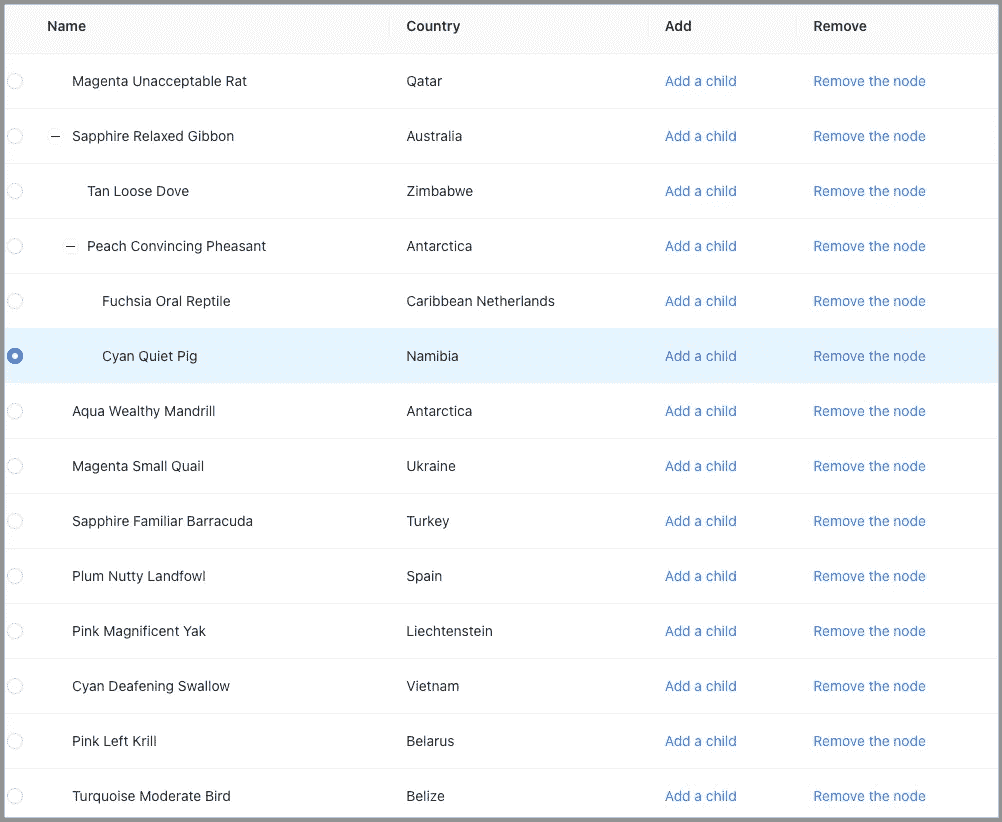 Name Country Add Remove
Magenta Unacceptable Rat Qatar Add a child Remove the node
Sapphire Relaxed Gibbon Australia Add a child Remove the node
Tan Loose Dove Zimbabwe Add a child Remove the node
Peach Convincing Pheasant Antarctica Add a child Remove the node
Fuchsia Oral Reptile Caribbean Netherlands Add a child Remove the node
Cyan Quiet Pig Namibia Add a child Remove the node
Aqua Wealthy Mandrill Antarctica Add a child Remove the node
Magenta Small Quail Ukraine Add a child Remove the node
Sapphire Familiar Barracuda Turkey Add a child Remove the node
Plum Nutty Landfowl Spain Add a child Remove the node
Pink Magnificent Yak Liechtenstein Add a child Remove the node
Cyan Deafening Swallow Vietnam Add a child Remove the node
Pink Left Krill Belarus Add a child Remove the node
Turquoise Moderate Bird Belize Add a child Remove the node